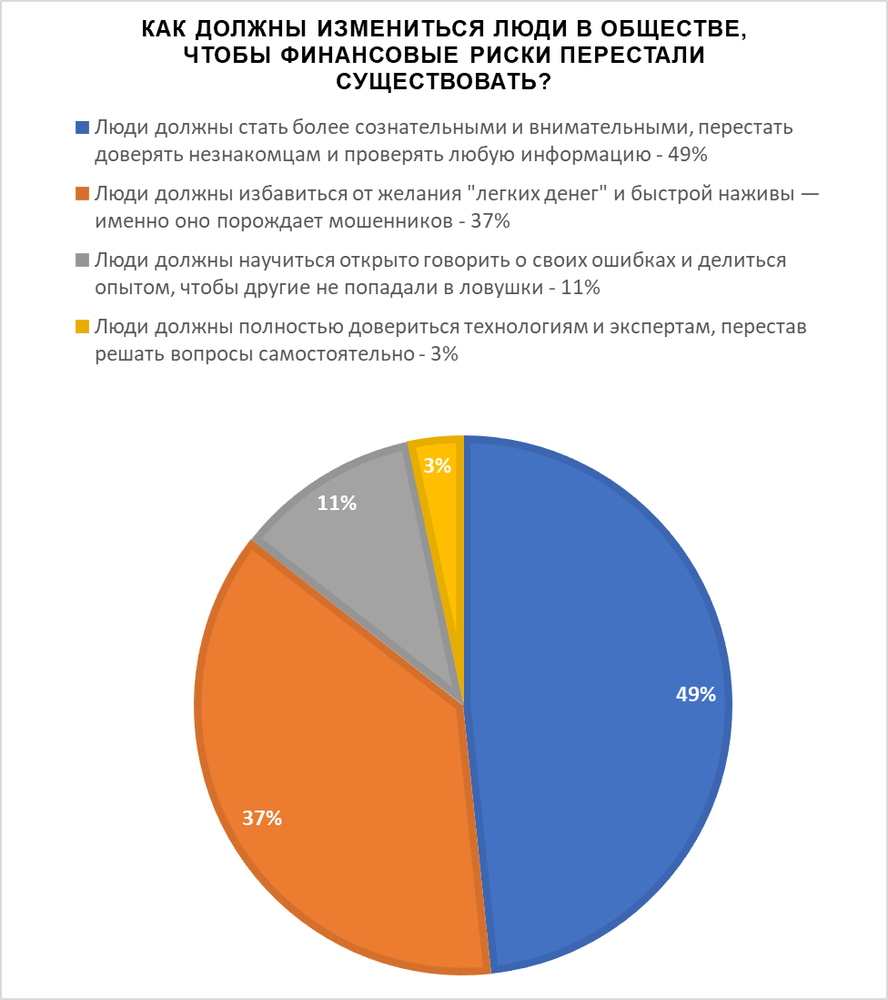 КАК ДОЛЖНЫ ИЗМЕНИТЬСЯ ЛЮДИ В ОБЩЕСТВЕ,
ЧТОБЫ ФИНАНСОВЫЕ РИСКИ ПЕРЕСТАЛИ
СУЩЕСТВОВАТЬ?
Люди должны стать более сознательными и внимательными, перестать
доверять незнакомцам и проверять любую информацию - 49%
Люди должны избавиться от желания "легких денег" и быстрой наживы —
именно оно порождает мошенников - 37%
Люди должны научиться открыто говорить о своих ошибках и делиться
опытом, чтобы другие не попадали в ловушки - 11%
Люди должны полностью довериться технологиям и экспертам, перестав
решать вопросы самостоятельно - 3%
3%
11%
49%
37%